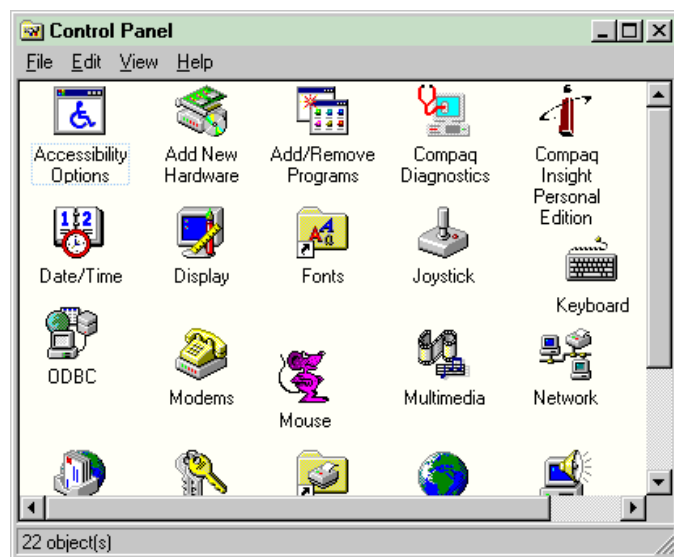 Control Panel
File Edit View Help
Accessibility
Options
Add New
Hardware
Add/Remove
Programs
Compaq
Diagnostics
Compaq
Insight
Personal
Edition
Date/Time
Display
Fonts
Joystick
Keyboard
ODBC
Modems
Mouse
Multimedia
Network
22 object(s)